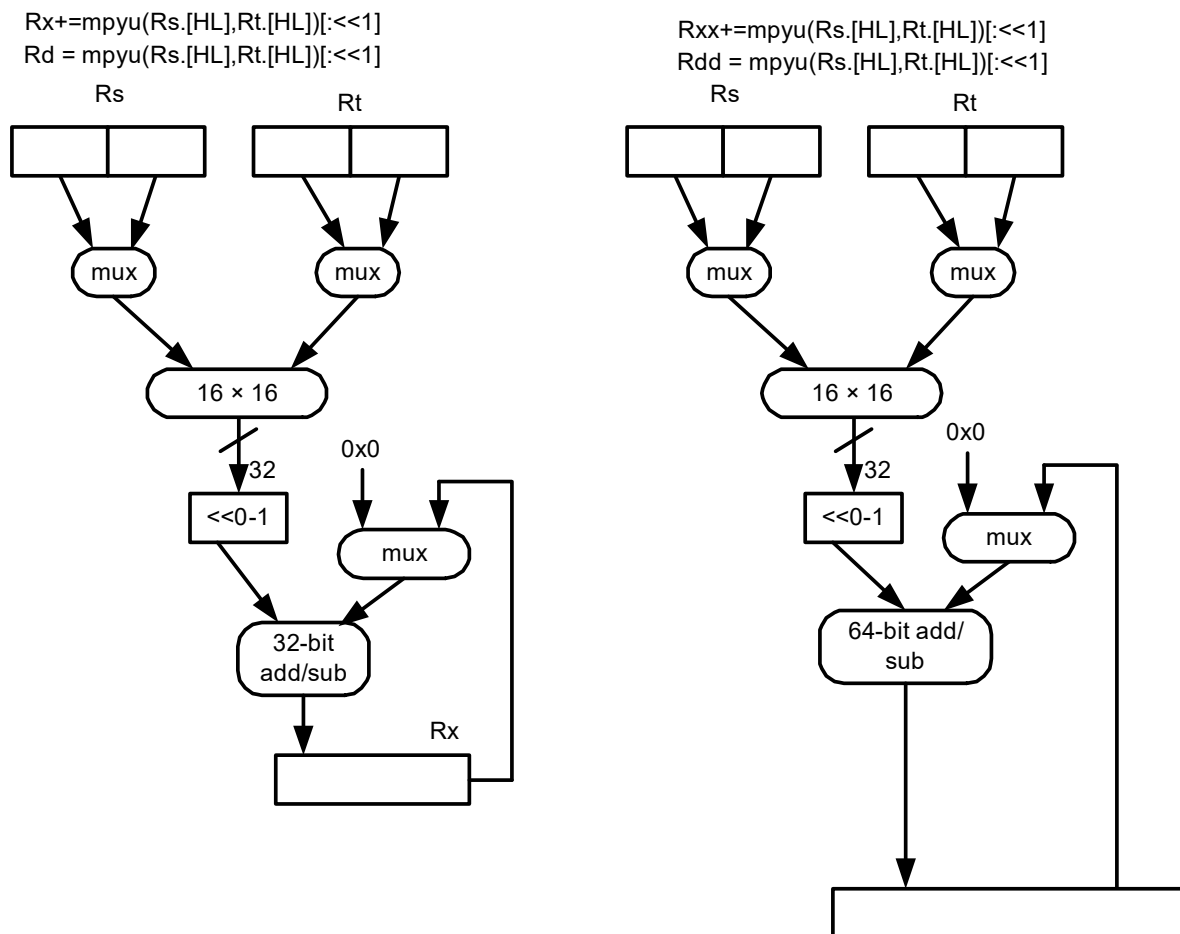 Rx+=mpyu(Rs.[HL],Rt.[HL])[:<<1]
Rd = mpyu(Rs.[HL],Rt.[HL])[:<<1]
Rs
Rt
mux
mux
16 × 16
32
0x0
<<0-1
mux
32-bit
add/sub
Rx
Rxx+=mpyu(Rs.[HL],Rt.[HL])[:<<1]
Rdd = mpyu(Rs.[HL],Rt.[HL])[:<<1]
Rs
Rt
mux
mux
16 × 16
32
0x0
<<0-1
mux
64-bit add/
sub